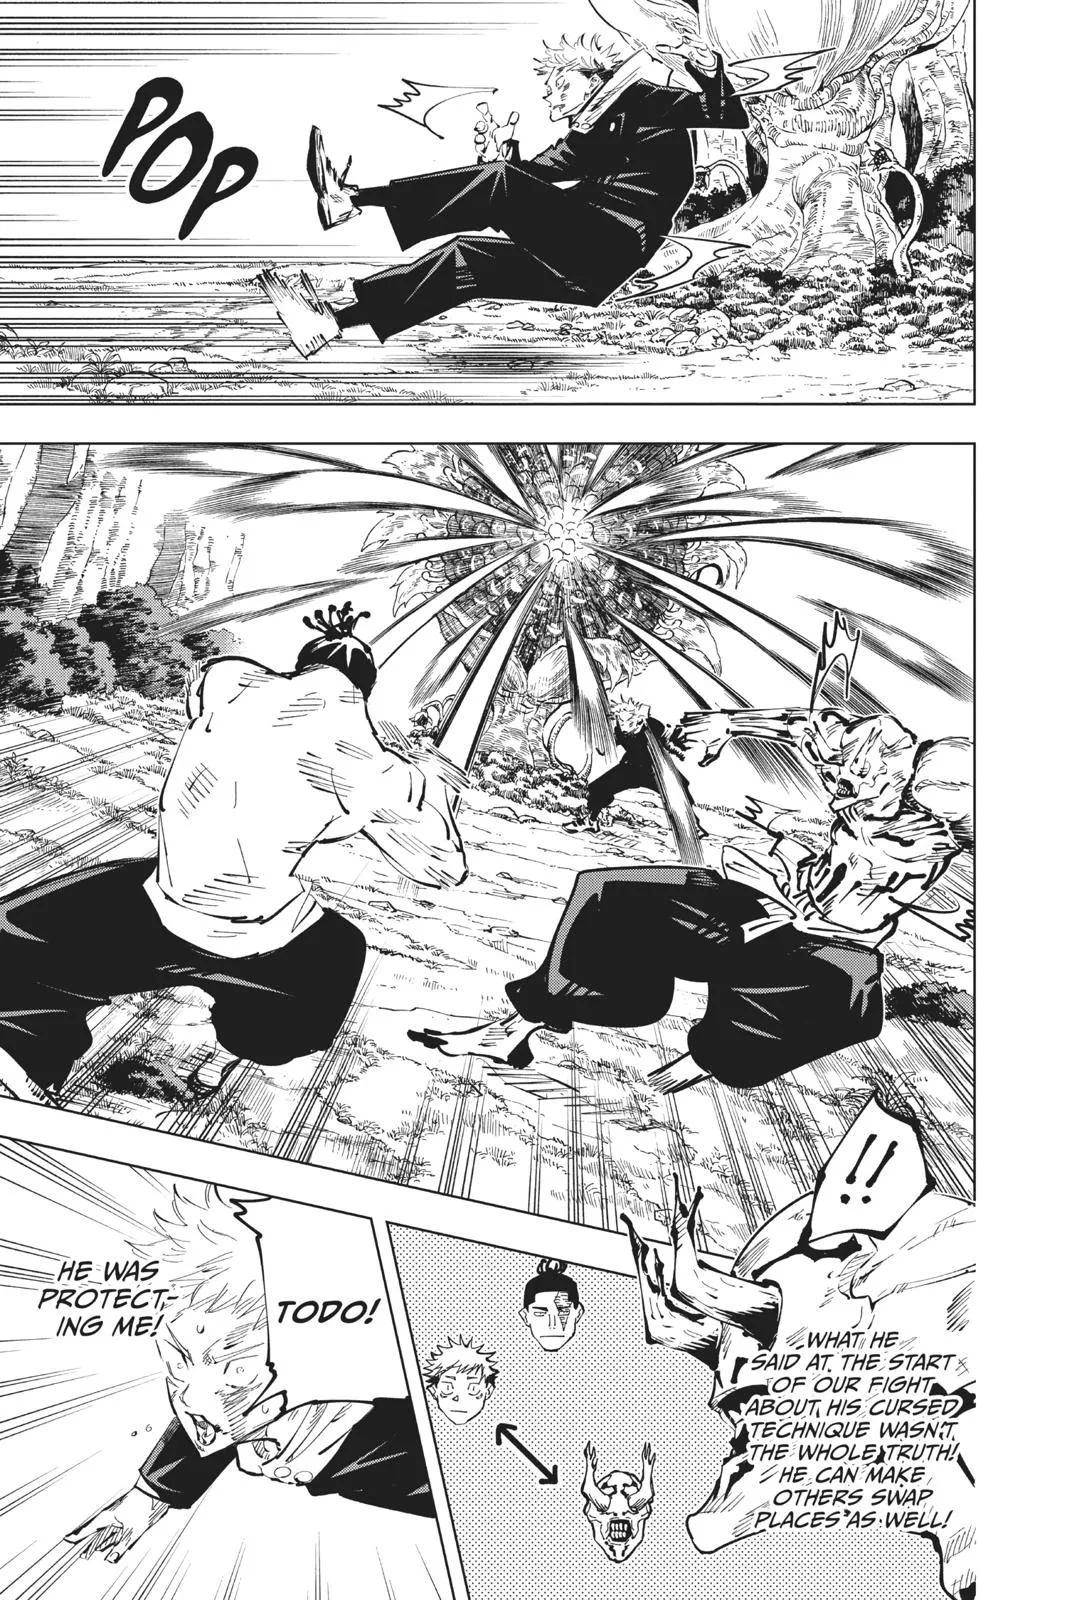 POP
!!
WHAT HE
SAID AT THE START
OF OUR FIGHT
ABOUT HIS CURSED
TECHNIQUE WASN'T
THE WHOLE TRUTH!
HE CAN MAKE
OTHERS SWAP
PLACES AS WELL!
TODO!
HE WAS
PROTECT-
ING ME!